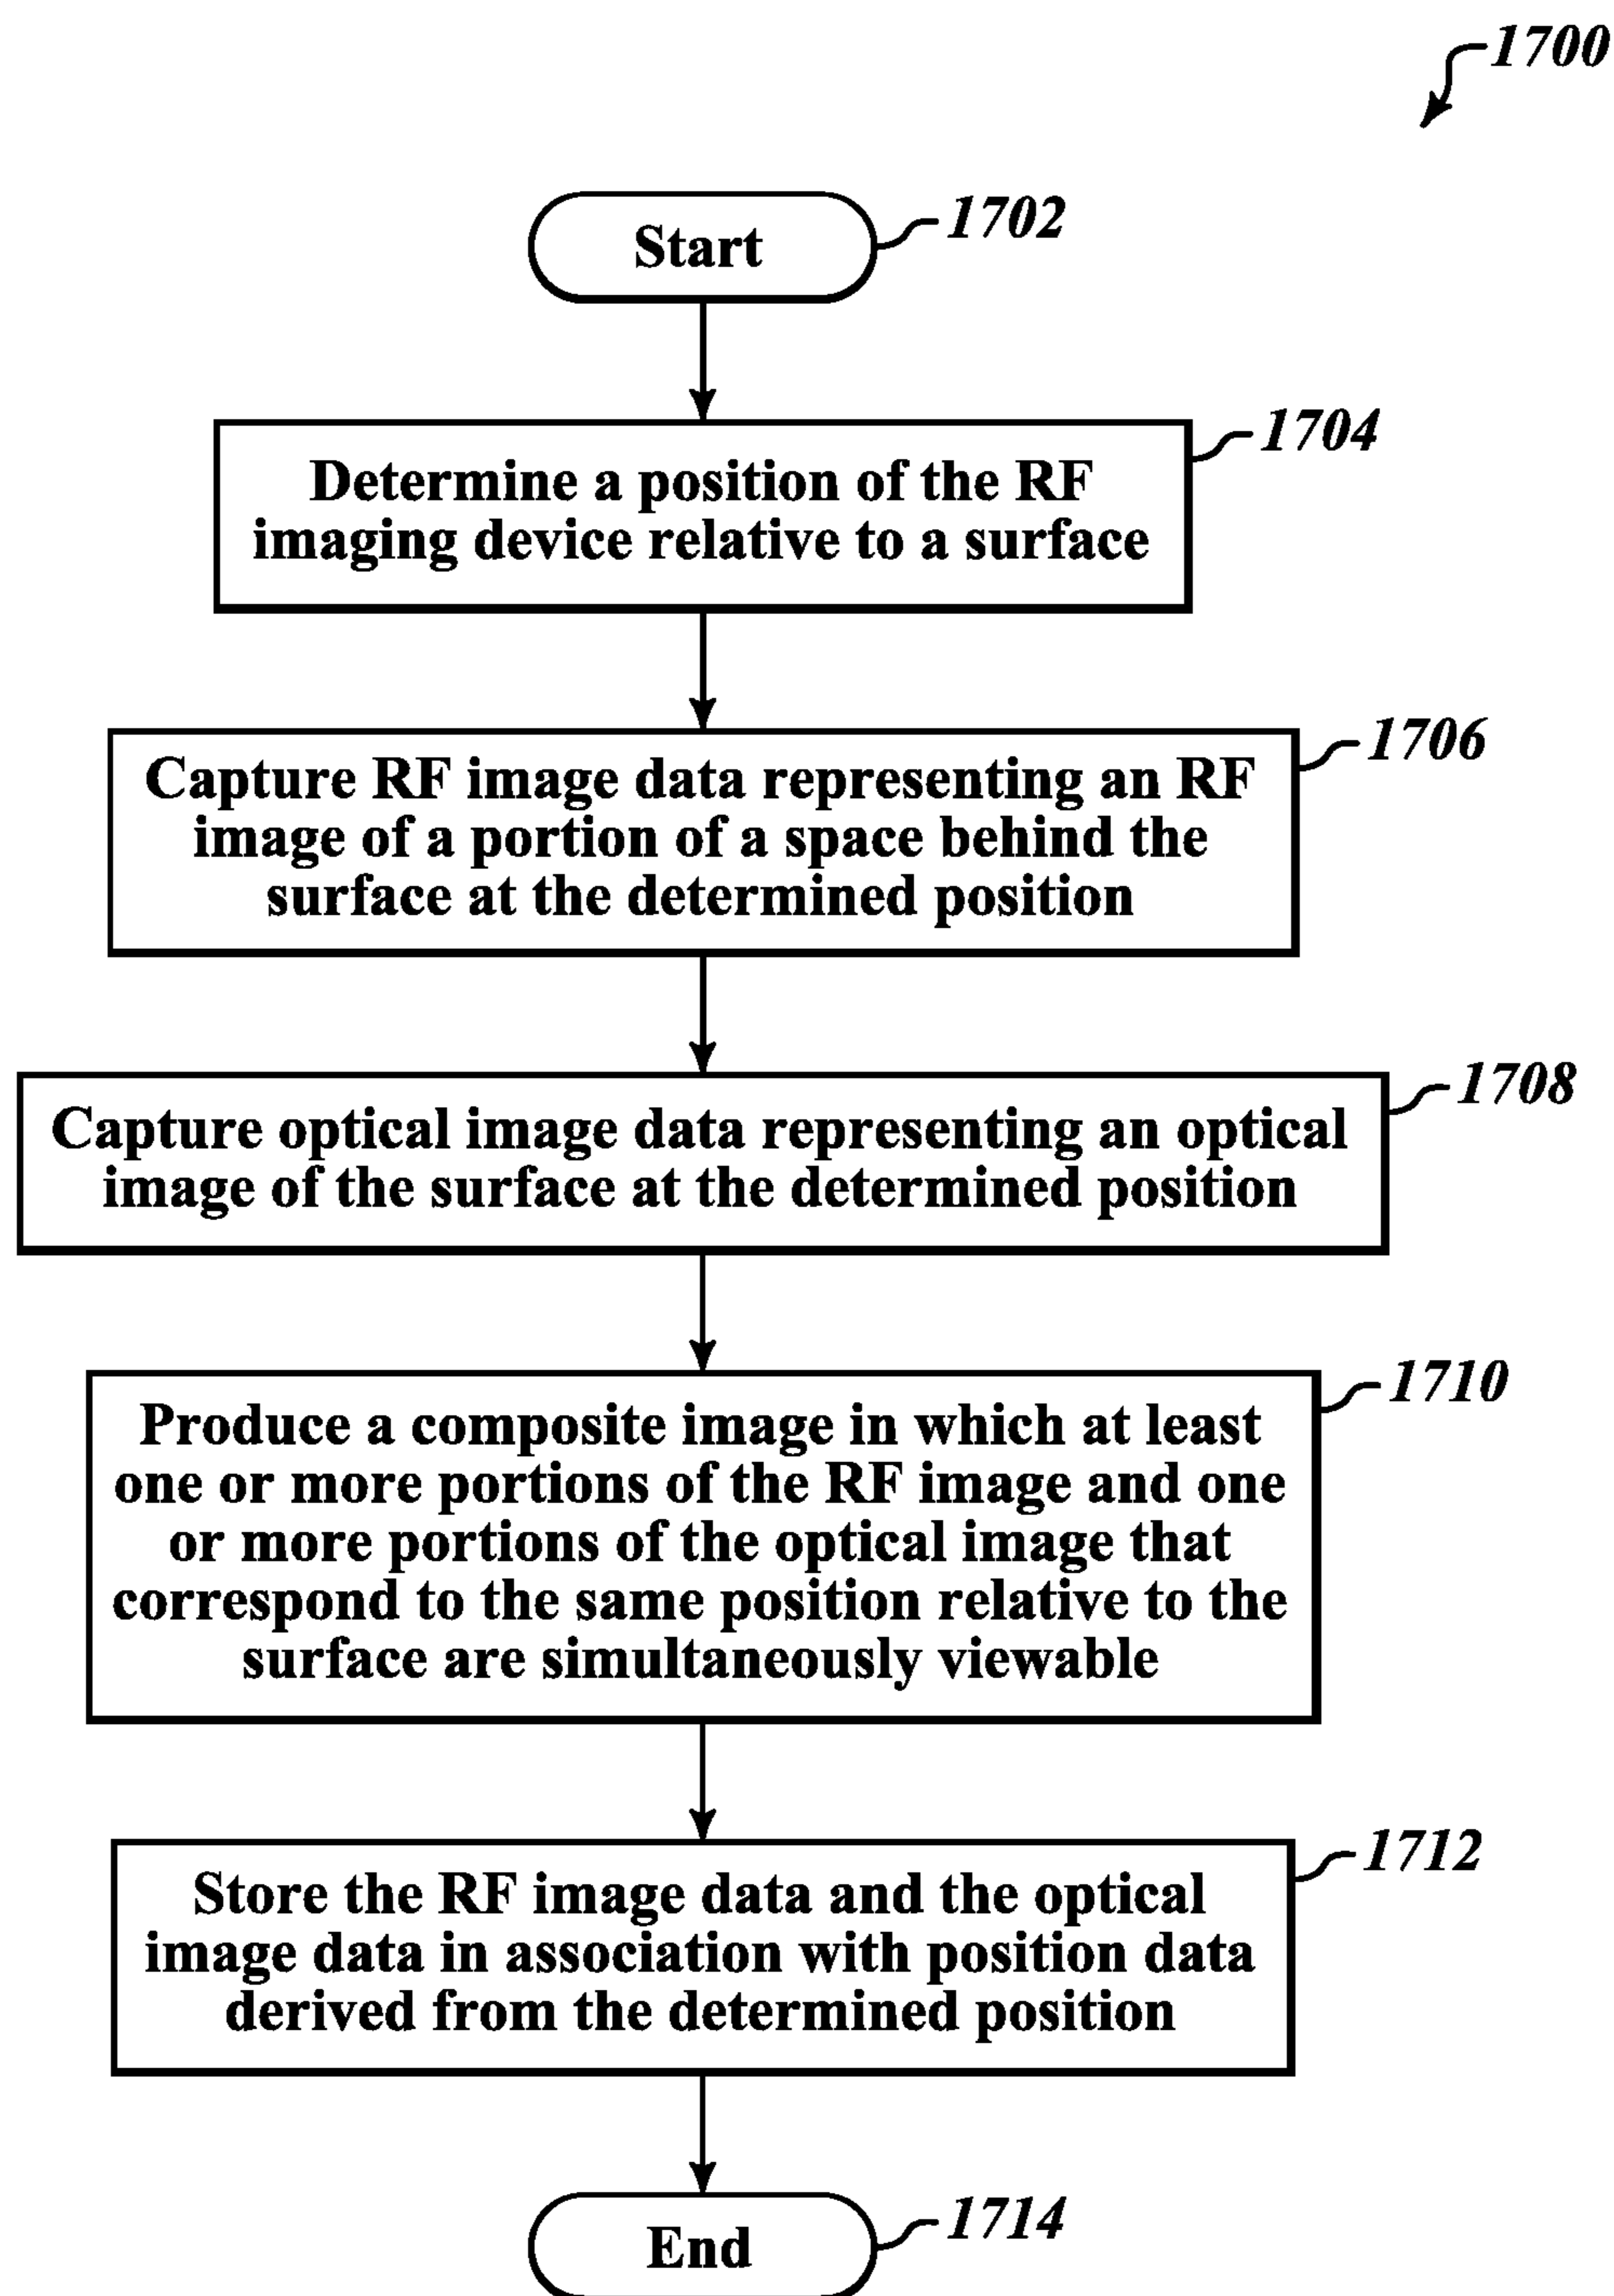 1700
Start
1702
1704
Determine a position of the RF
imaging device relative to a surface
1706
Capture RF image data representing an RF
image of a portion of a space behind the
surface at the determined position
1708
Capture optical image data representing an optical
image of the surface at the determined position
1710
Produce a composite image in which at least
one or more portions of the RF image and one
or more portions of the optical image that
correspond to the same position relative to the
surface are simultaneously viewable
1712
Store the RF image data and the optical
image data in association with position data
derived from the determined position
1714
End